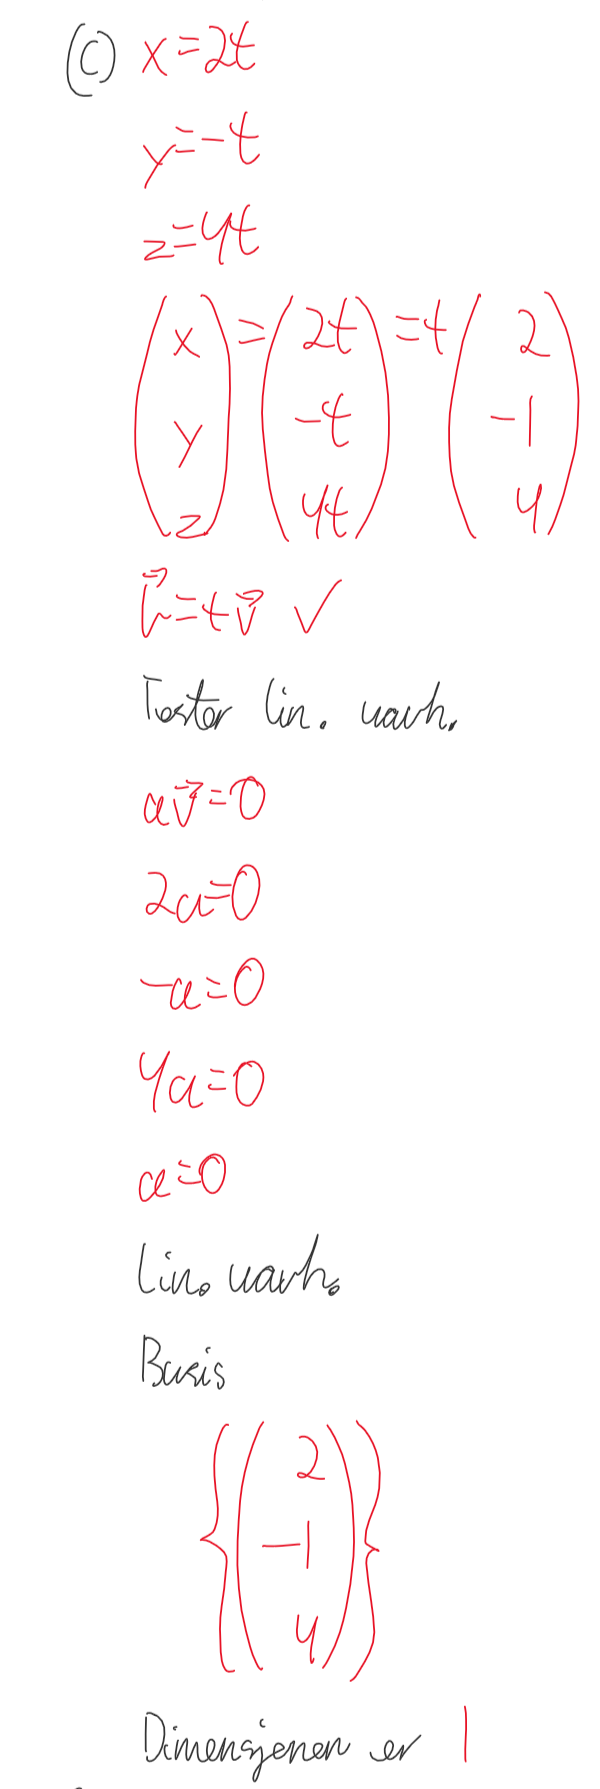 (c) x=2t
y=-t
z=4t
(x y z) = (2t -t 4t) = t (2 -1 4)
u⃗=tv⃗ ✓
Tester lin. uavh.
av⃗=0
2a=0
-a=0
4a=0
a=0
Lin. uavh.
Basis
{(2 -1 4)}
Dimensjonen er 1